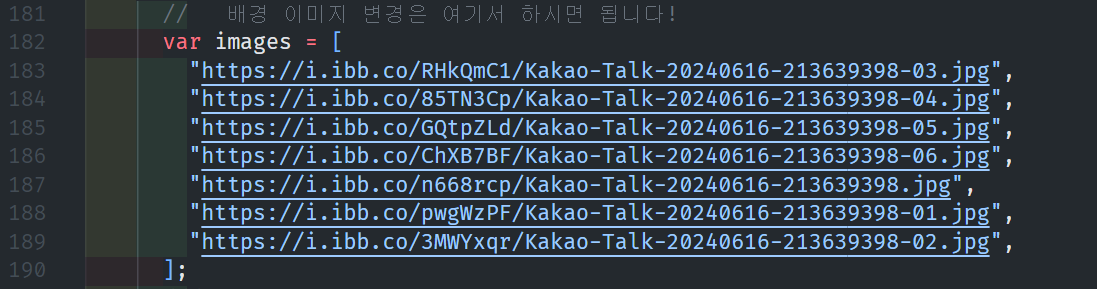 181 // 배경 이미지 변경은 여기서 하시면 됩니다!
182 var images = [
183 "https://i.ibb.co/RHkQmC1/Kakao-Talk-20240616-213639398-03.jpg",
184 "https://i.ibb.co/85TN3Cp/Kakao-Talk-20240616-213639398-04.jpg",
185 "https://i.ibb.co/GQtpZLd/Kakao-Talk-20240616-213639398-05.jpg",
186 "https://i.ibb.co/ChXB7BF/Kakao-Talk-20240616-213639398-06.jpg",
187 "https://i.ibb.co/n668rcp/Kakao-Talk-20240616-213639398.jpg",
188 "https://i.ibb.co/pwgWzPF/Kakao-Talk-20240616-213639398-01.jpg",
189 "https://i.ibb.co/3MWYxqr/Kakao-Talk-20240616-213639398-02.jpg",
190 ];